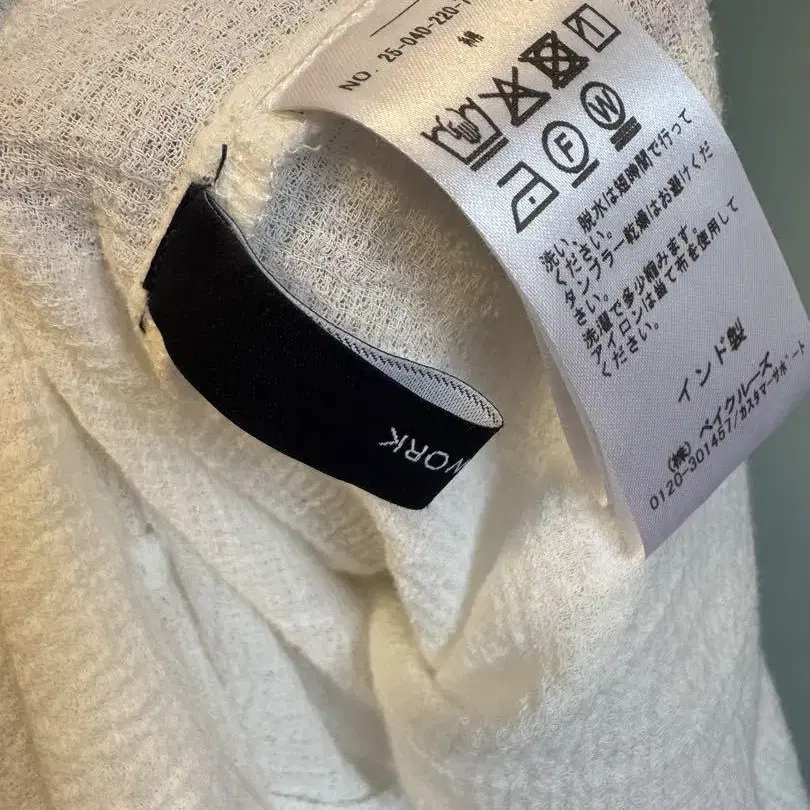 NO. 25-040-220-
綿
F
W
洗い、脱水は短時間で行って
ください。
タンブラー乾燥はお避けくだ
さい。
洗濯で多少縮みます。
アイロンは当て布を使用して
ください。
インド製
(株) ベイクルーズ
0120-301457/カスタマーサポート
WORK